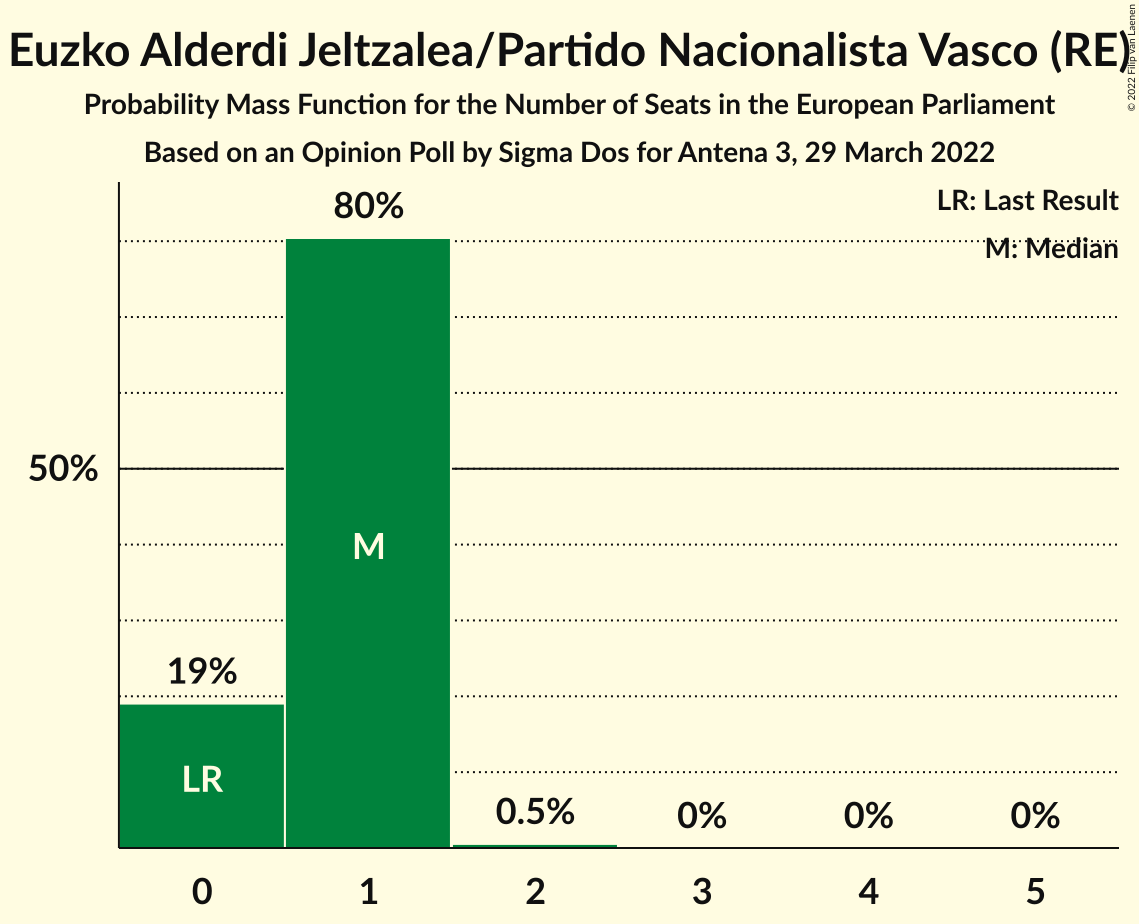 Euzko Alderdi Jeltzalea/Partido Nacionalista Vasco (RE)
© 2022 Filip van Laenen
Probability Mass Function for the Number of Seats in the European Parliament
Based on an Opinion Poll by Sigma Dos for Antena 3, 29 March 2022
LR: Last Result
M: Median
80%
50%
M
19%
LR
0.5%
0%
0%
0%
0
1
2
3
4
5